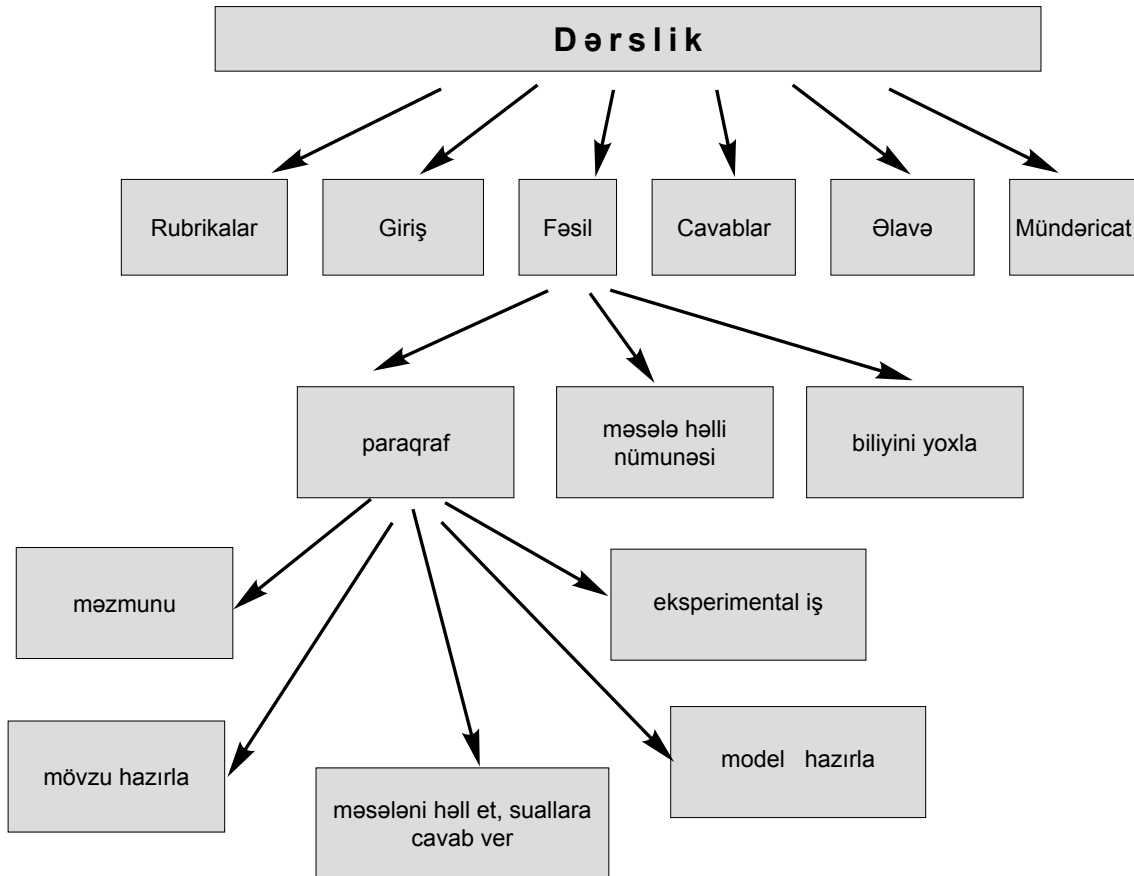 Dərslik
Rubrikalar
Giriş
Fəsil
Cavablar
Əlavə
Mündəricat
paraqraf
məsələ həlli
nümunəsi
biliyini yoxla
məzmunu
eksperimental iş
mövzu hazırla
məsələni həll et, suallara
cavab ver
model hazırla